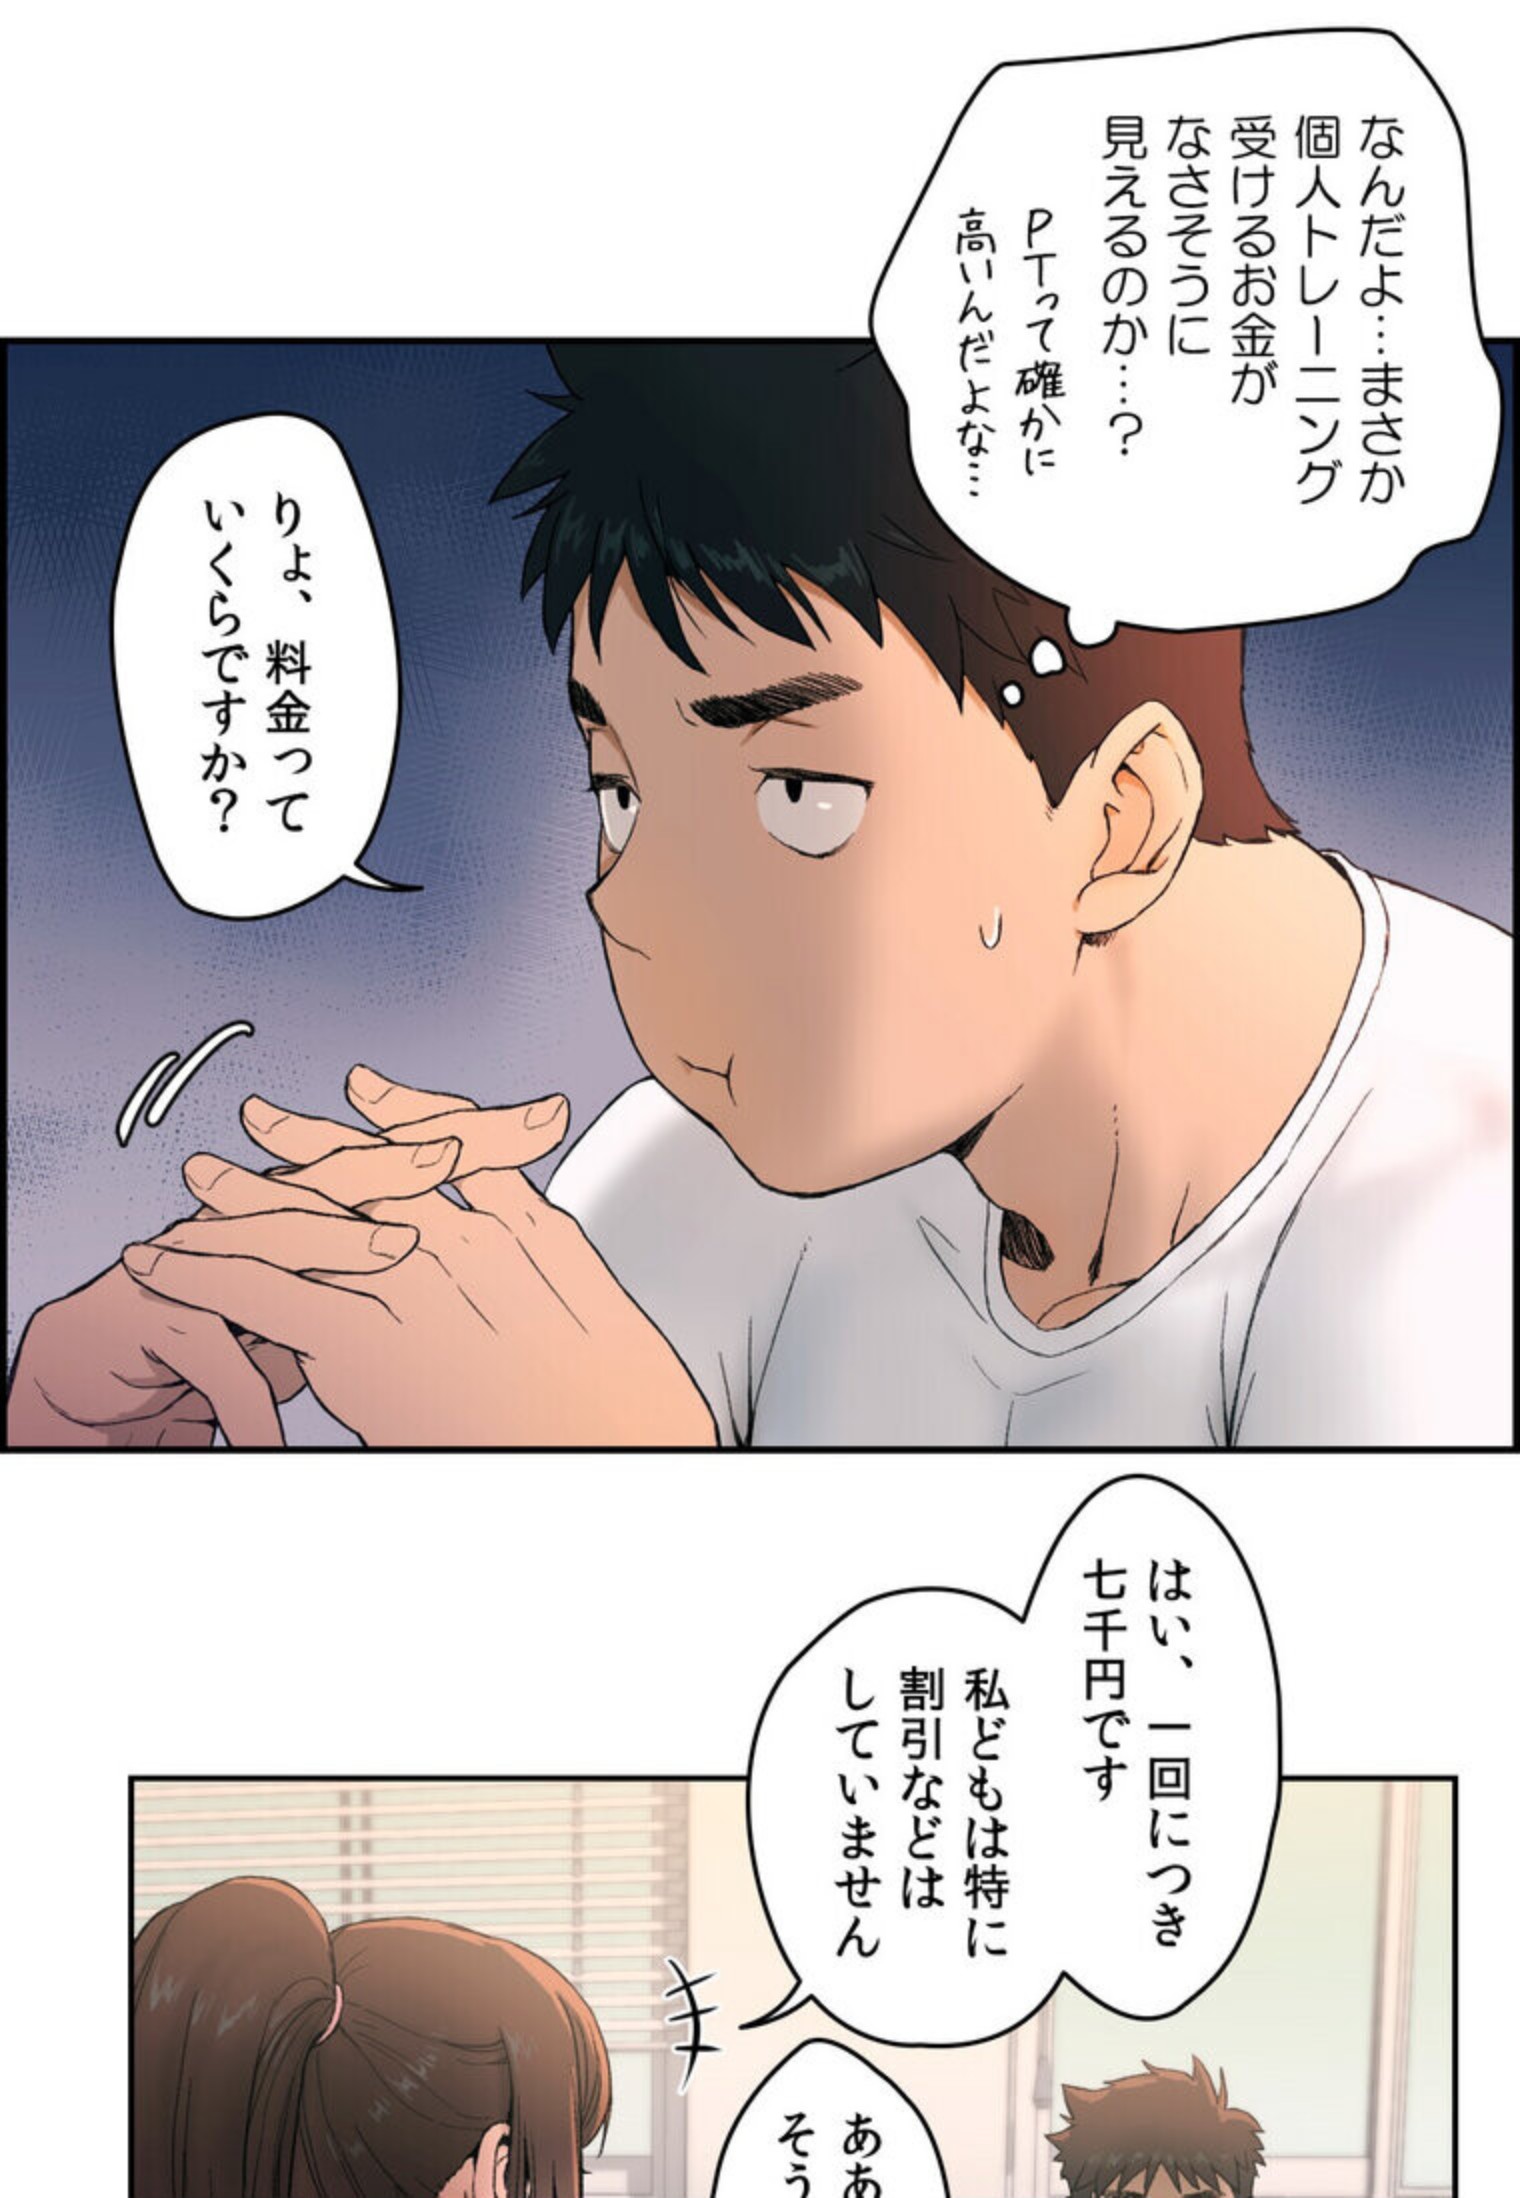 なんだよ…まさか
個人トレーニング
受けるお金が
なさそうに
見えるのか…？
PTって確かに
高いんだよな…
りょ、料金って
いくらですか？
はい、一回につき
七千円です
私どもは特に
割引などは
していません
ああ
そう